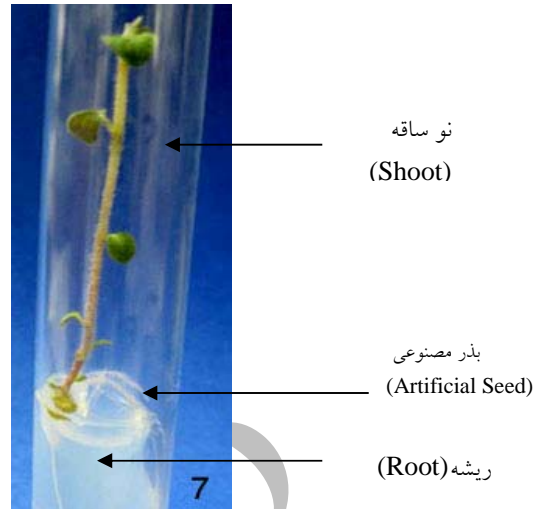 نو ساقه
(Shoot)
بذر مصنوعی
(Artificial Seed)
ریشه (Root)
7